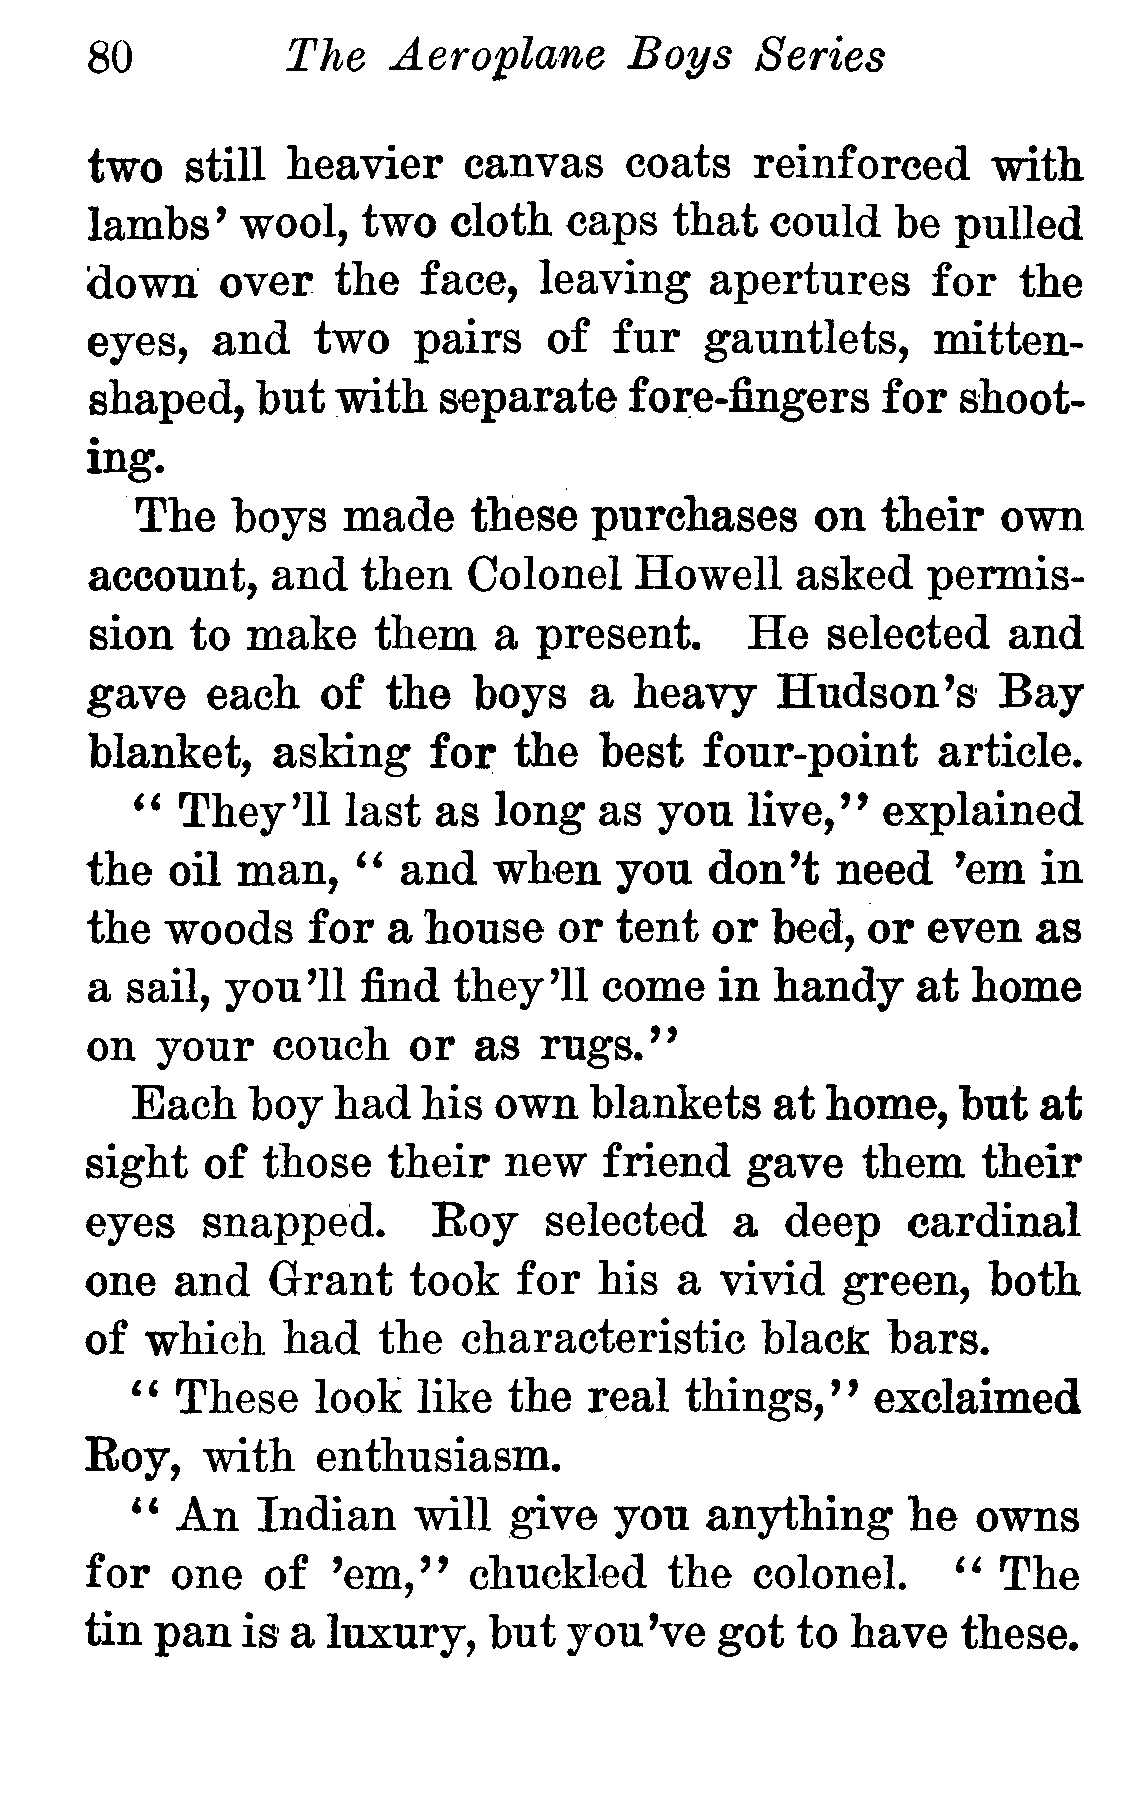 80 The Aeroplane Boys Series
two still heavier canvas coats reinforced with
lambs' wool, two cloth caps that could be pulled
down over the face, leaving apertures for the
eyes, and two pairs of fur gauntlets, mitten-
shaped, but with separate fore-fingers for shoot-
ing.
The boys made these purchases on their own
account, and then Colonel Howell asked permis-
sion to make them a present. He selected and
gave each of the boys a heavy Hudson's Bay
blanket, asking for the best four-point article.
"They'll last as long as you live," explained
the oil man, "and when you don't need 'em in
the woods for a house or tent or bed, or even as
a sail, you'll find they'll come in handy at home
on your couch or as rugs."
Each boy had his own blankets at home, but at
sight of those their new friend gave them their
eyes snapped. Roy selected a deep cardinal
one and Grant took for his a vivid green, both
of which had the characteristic black bars.
"These look like the real things," exclaimed
Roy, with enthusiasm.
"An Indian will give you anything he owns
for one of 'em," chuckled the colonel. "The
tin pan is a luxury, but you've got to have these.